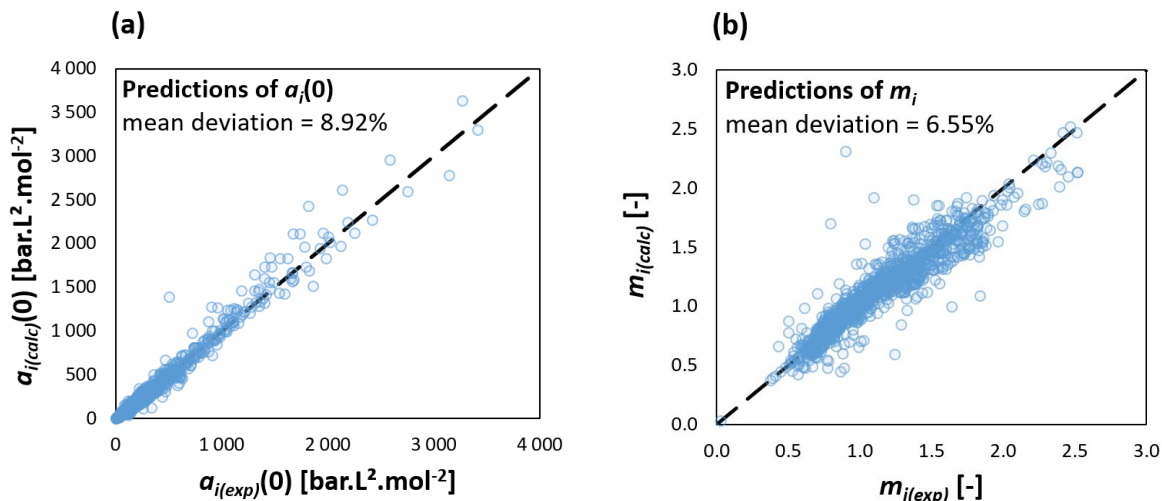 (a)
Predictions of aᵢ(0)
mean deviation = 8.92%
a_i(calc)(0) [bar.L².mol⁻²]
4 000
3 500
3 000
2 500
2 000
1 500
1 000
500
0
0
1 000
2 000
3 000
4 000
a_i(exp)(0) [bar.L².mol⁻²]
(b)
Predictions of mᵢ
mean deviation = 6.55%
m_i(calc) [-]
3.0
2.5
2.0
1.5
1.0
0.5
0.0
0.0
0.5
1.0
1.5
2.0
2.5
3.0
m_i(exp) [-]